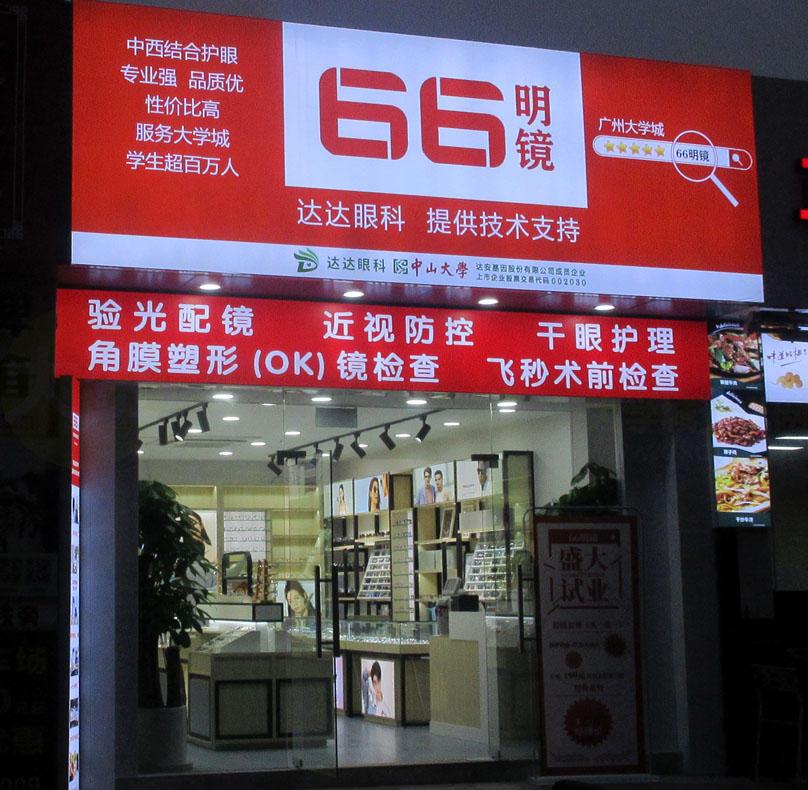 中西结合护眼
专业强 品质优
性价比高
服务大学城
学生超百万人
66
明镜
广州大学城
66明镜
达达眼科 提供技术支持
达达眼科
中山大學
达安基因股份有限公司成员企业
上市企业股票交易代码002030
验光配镜 近视防控 干眼护理
角膜塑形(OK)镜检查 飞秒术前检查
66明镜
盛大
试业